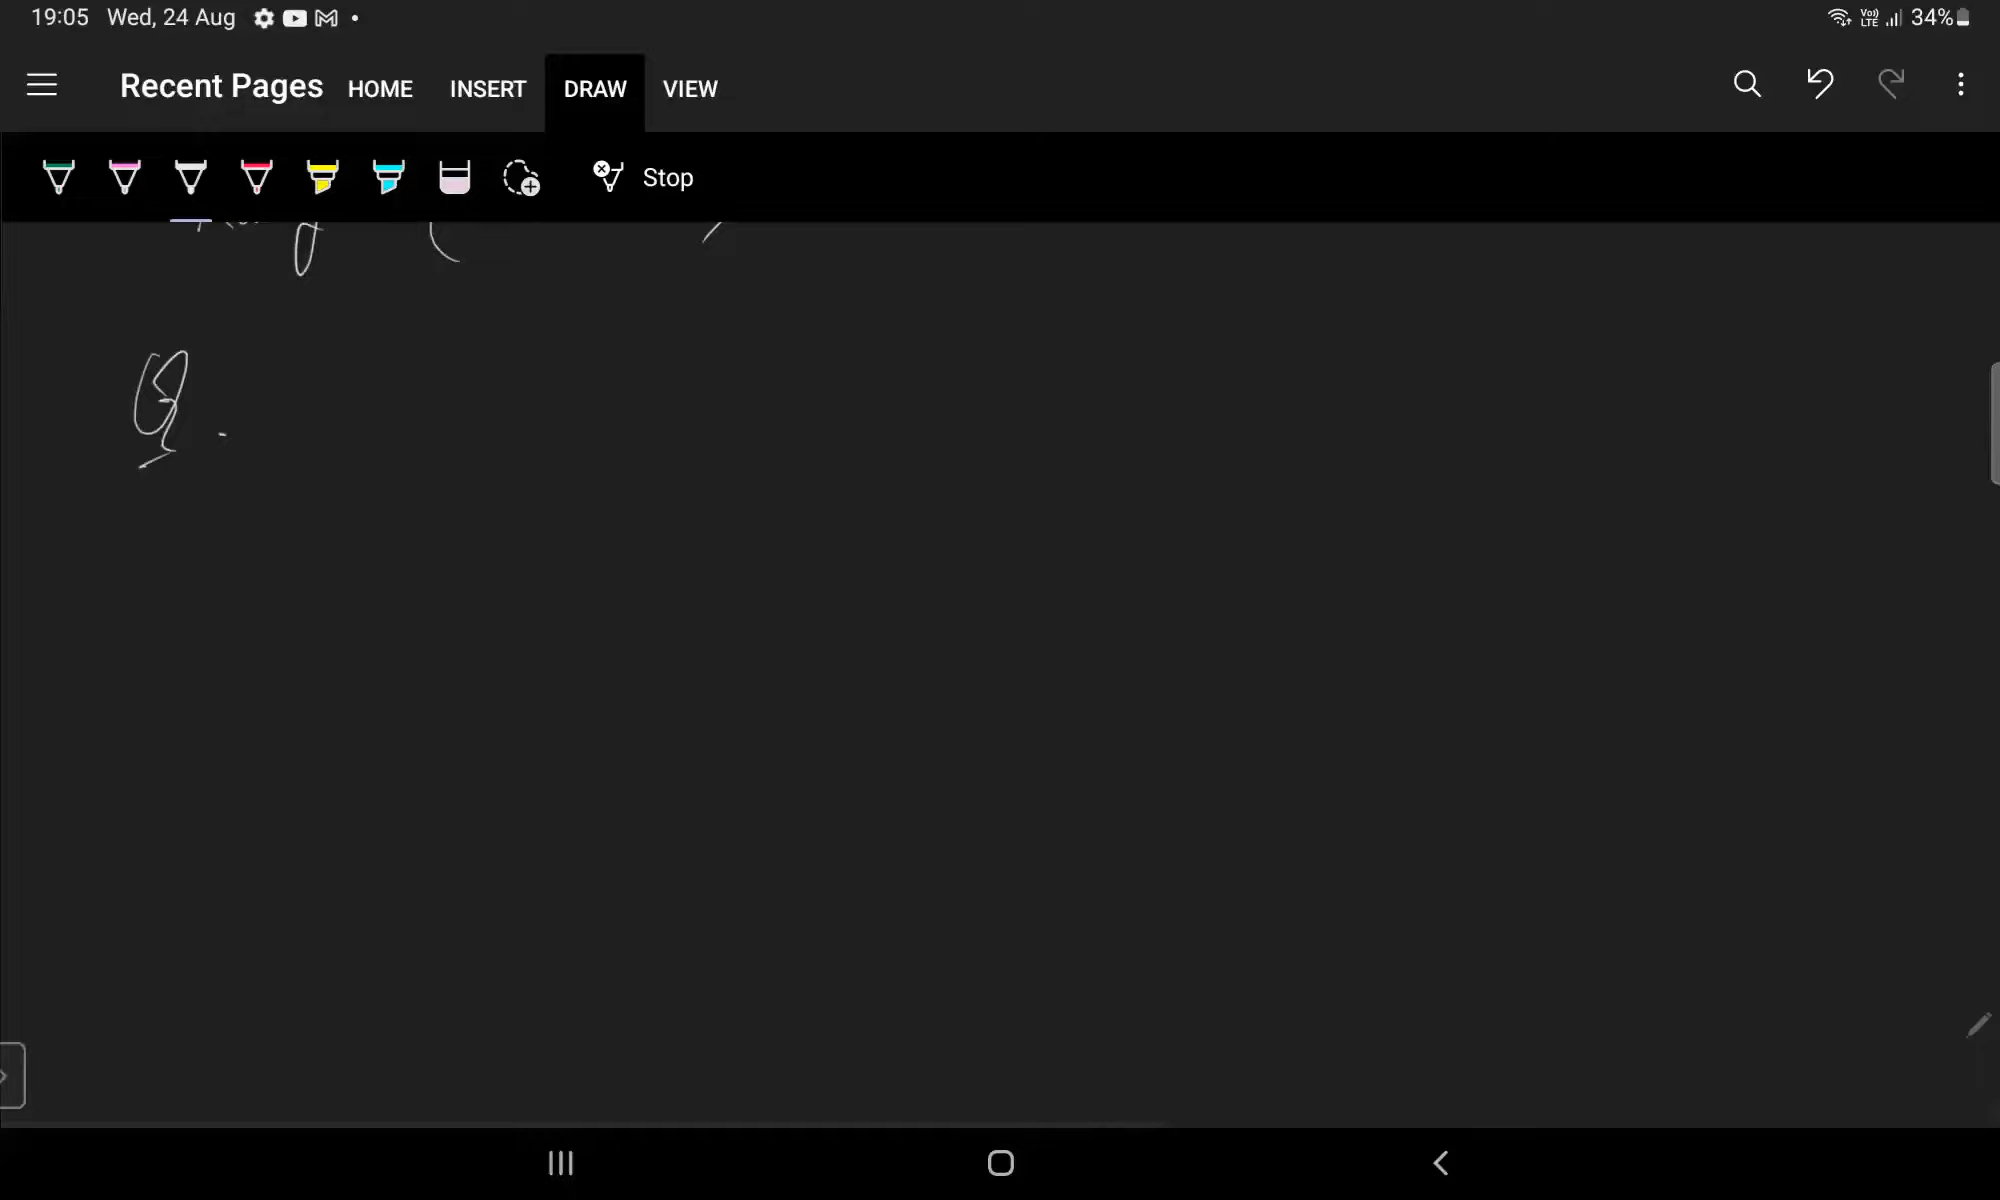 19:05 Wed, 24 Aug 34%
Recent Pages HOME INSERT DRAW VIEW
Stop
Q.